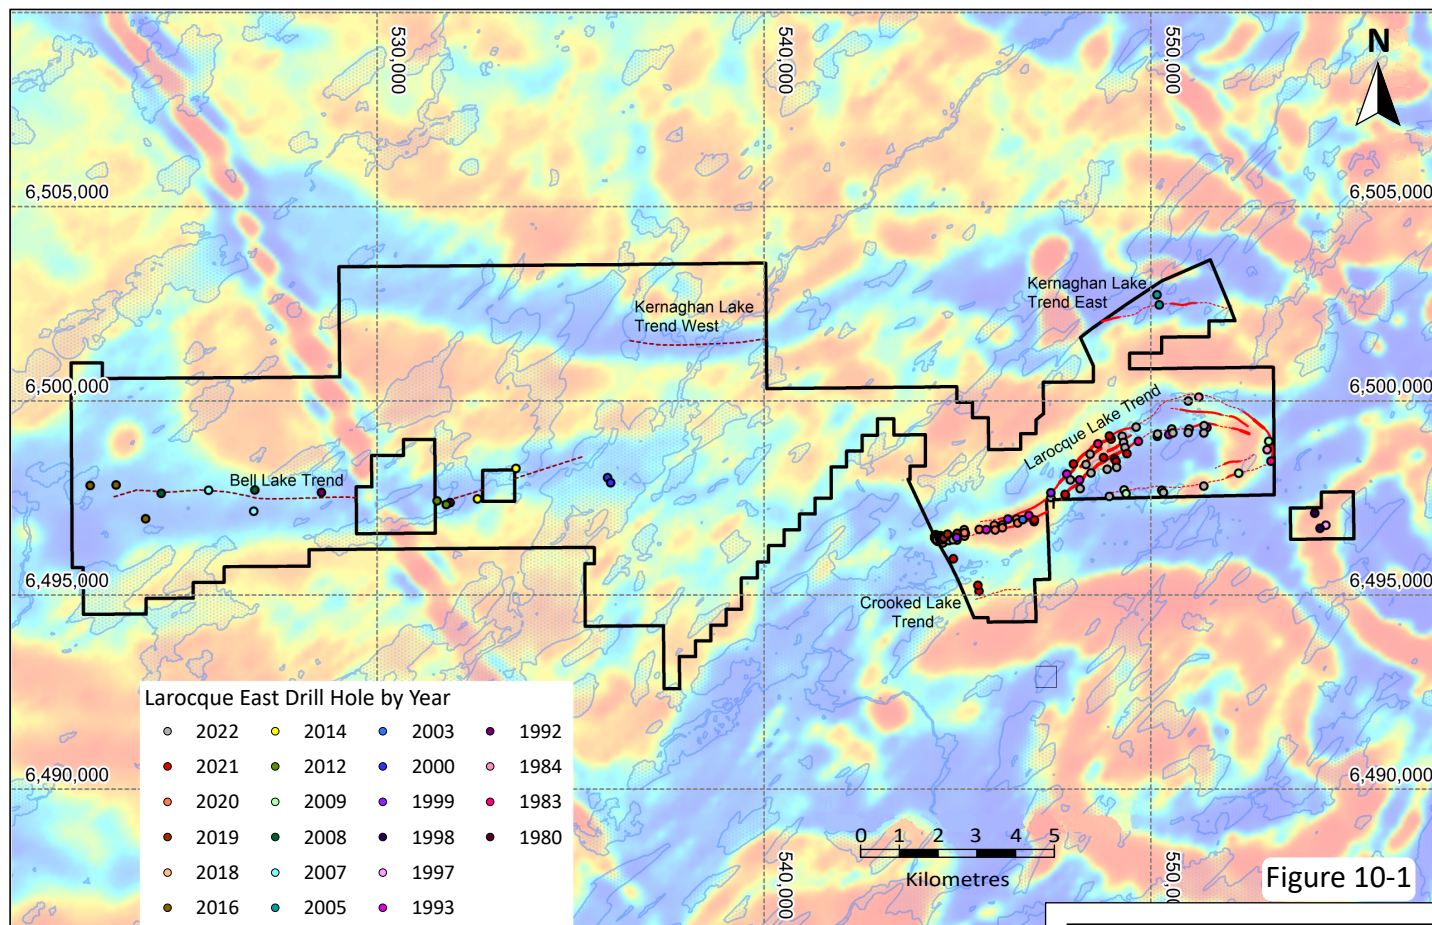 530,000
540,000
550,000
N
6,505,000
6,505,000
Kernaghan Lake
Trend East
Kernaghan Lake
Trend West
6,500,000
6,500,000
Larocque Lake Trend
Bell Lake Trend
6,495,000
6,495,000
Crooked Lake
Trend
Larocque East Drill Hole by Year
2022 2014 2003 1992
2021 2012 2000 1984
2020 2009 1999 1983
2019 2008 1998 1980
2018 2007 1997
2016 2005 1993
6,490,000
6,490,000
0 1 2 3 4 5
Kilometres
540,000
550,0
Figure 10-1